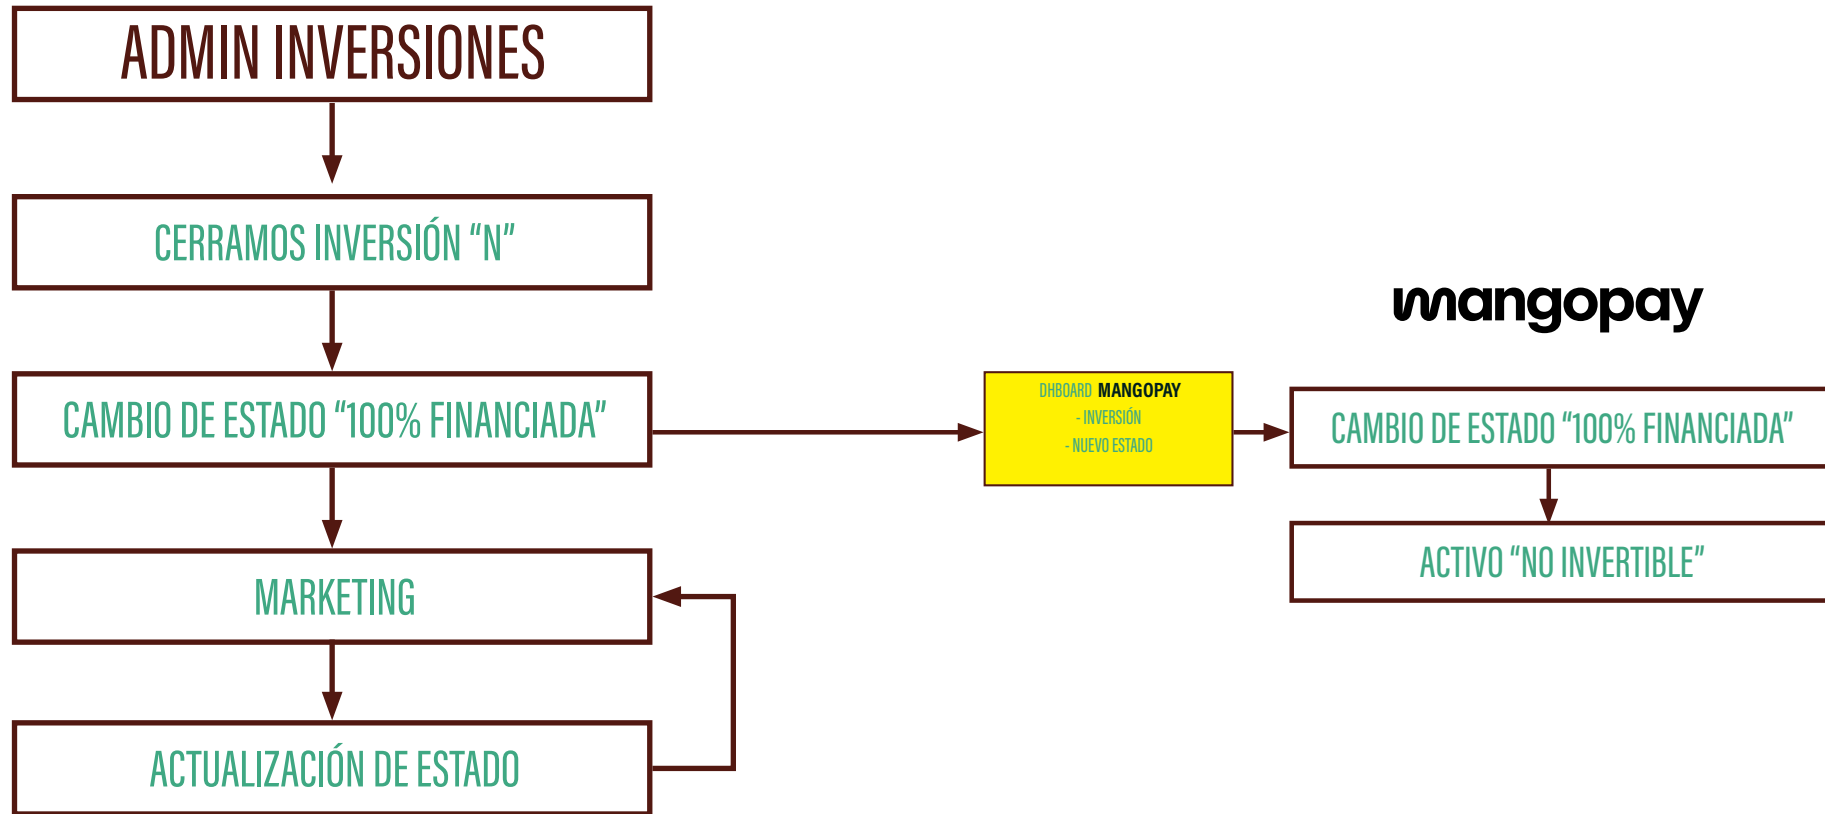 ADMIN INVERSIONES
CERRAMOS INVERSIÓN “N”
CAMBIO DE ESTADO “100% FINANCIADA”
MARKETING
ACTUALIZACIÓN DE ESTADO
DHBOARD MANGOPAY
- INVERSIÓN
- NUEVO ESTADO
mangopay
CAMBIO DE ESTADO “100% FINANCIADA”
ACTIVO “NO INVERTIBLE”